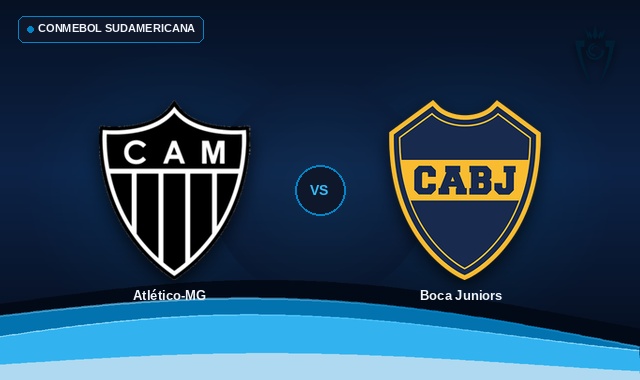 CONMEBOL SUDAMERICANA
CAM
CABJ
VS
Atlético-MG
Boca Juniors